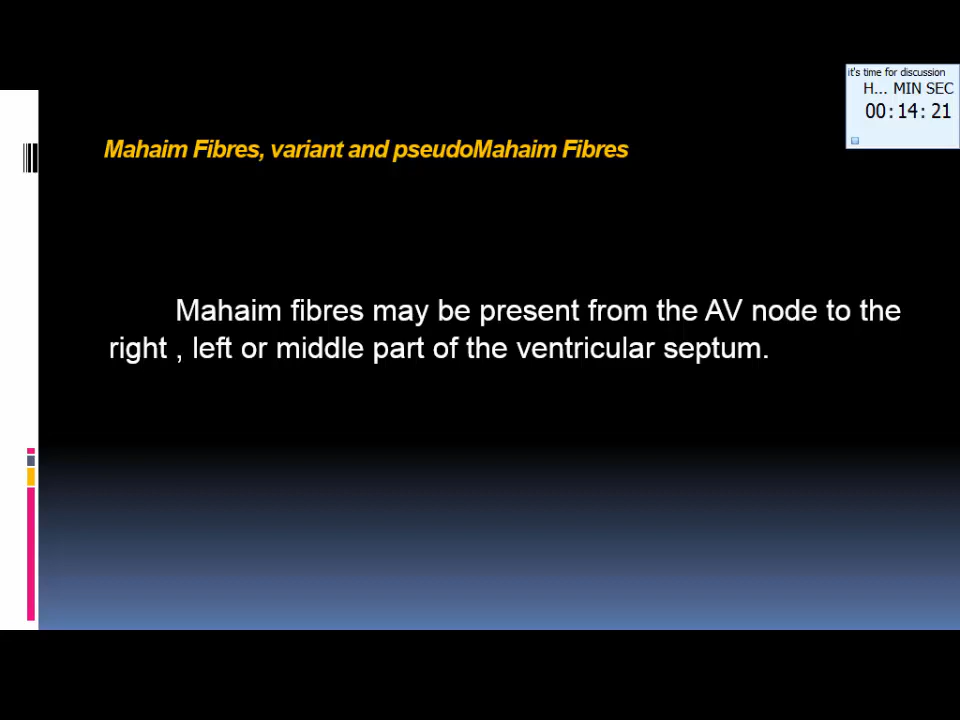 it's time for discussion
H... MIN SEC
00:14:21
Mahaim Fibres, variant and pseudoMahaim Fibres
Mahaim fibres may be present from the AV node to the
right , left or middle part of the ventricular septum.